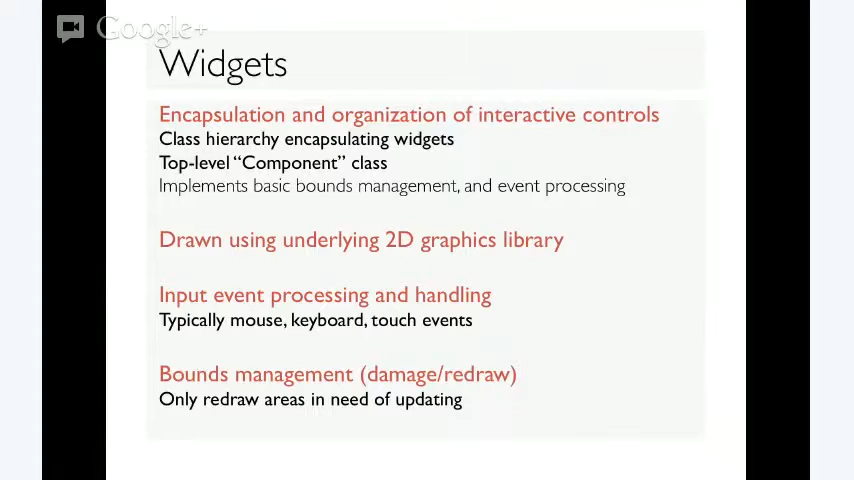 Google+
Widgets
Encapsulation and organization of interactive controls
Class hierarchy encapsulating widgets
Top-level “Component” class
Implements basic bounds management, and event processing
Drawn using underlying 2D graphics library
Input event processing and handling
Typically mouse, keyboard, touch events
Bounds management (damage/redraw)
Only redraw areas in need of updating